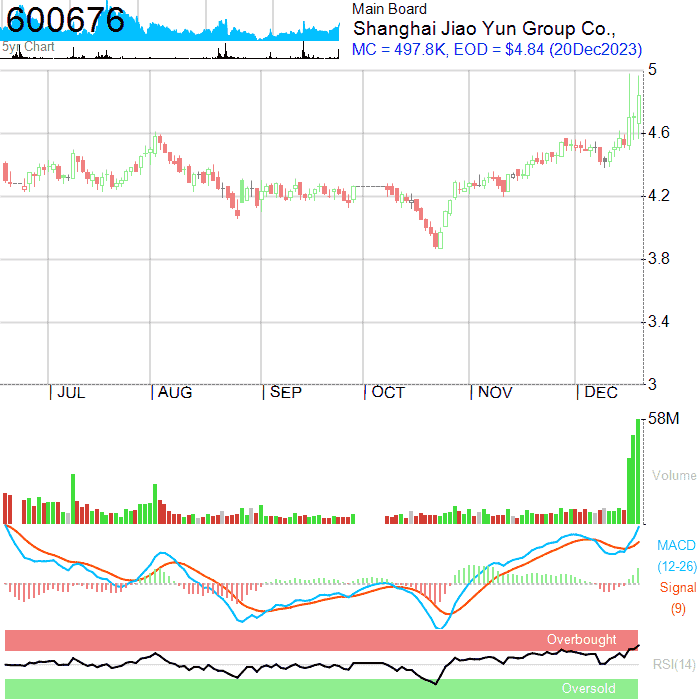 600676
5yr Chart
Main Board
Shanghai Jiao Yun Group Co.,
MC = 497.8K, EOD = $4.84 (20Dec2023)
5
4.6
4.2
3.8
3.4
3
JUL AUG SEP OCT NOV DEC
58M
Volume
MACD
(12-26)
Signal
(9)
Overbought
RSI(14)
Oversold